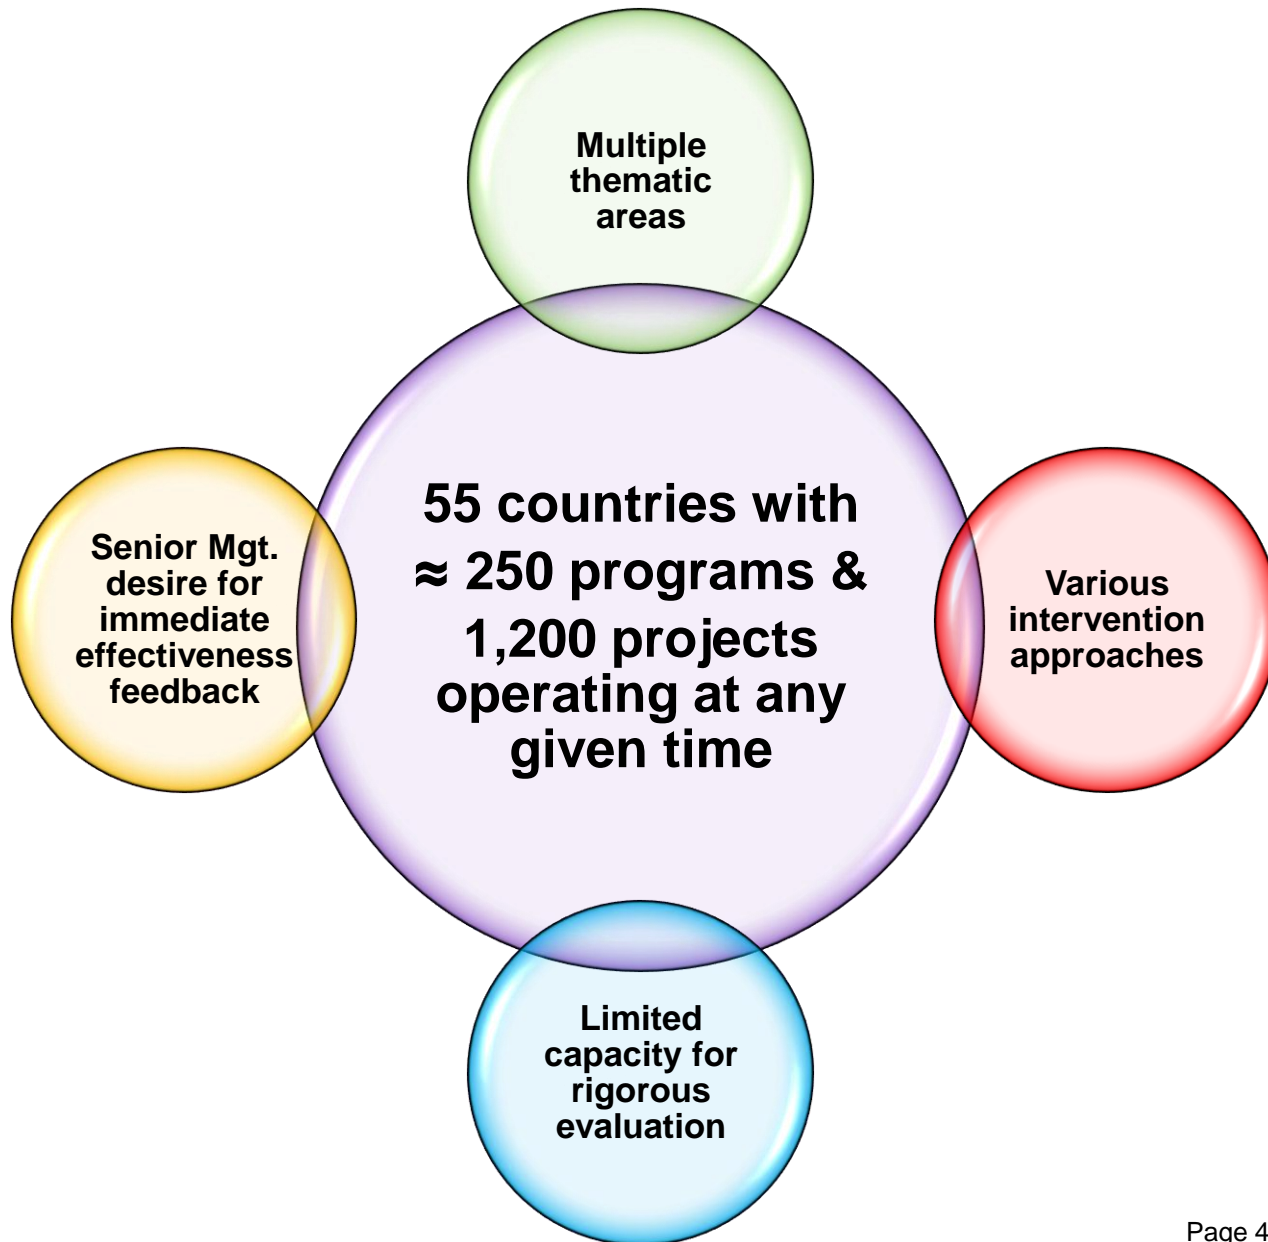 Multiple
thematic
areas
55 countries with
≈ 250 programs &
1,200 projects
operating at any
given time
Senior Mgt.
desire for
immediate
effectiveness
feedback
Various
intervention
approaches
Limited
capacity for
rigorous
evaluation
Page 4